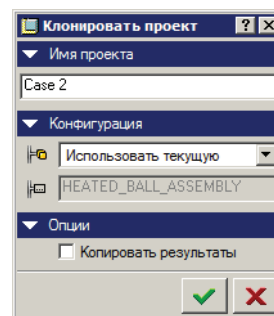 Клонировать проект
Имя проекта
Case 2
Конфигурация
Использовать текущую
HEATED_BALL_ASSEMBLY
Опции
Копировать результаты